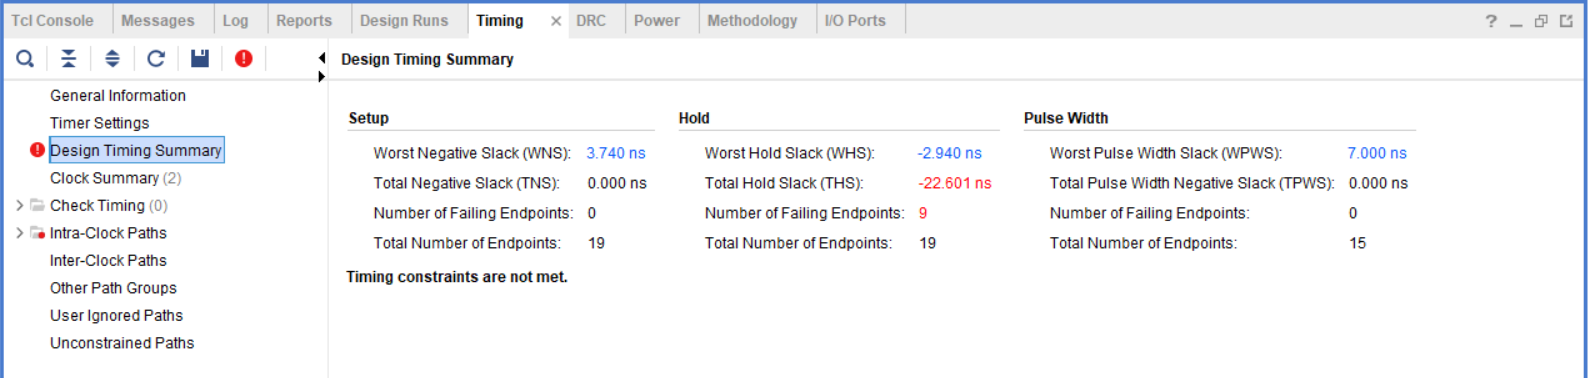 Tcl Console Messages Log Reports Design Runs Timing × DRC Power Methodology I/O Ports ?
Design Timing Summary
General Information
Timer Settings
Design Timing Summary
Clock Summary (2)
Check Timing (0)
Intra-Clock Paths
Inter-Clock Paths
Other Path Groups
User Ignored Paths
Unconstrained Paths
Setup Hold Pulse Width
Worst Negative Slack (WNS): 3.740 ns Worst Hold Slack (WHS): -2.940 ns Worst Pulse Width Slack (WPWS): 7.000 ns
Total Negative Slack (TNS): 0.000 ns Total Hold Slack (THS): -22.601 ns Total Pulse Width Negative Slack (TPWS): 0.000 ns
Number of Failing Endpoints: 0 Number of Failing Endpoints: 9 Number of Failing Endpoints: 0
Total Number of Endpoints: 19 Total Number of Endpoints: 19 Total Number of Endpoints: 15
Timing constraints are not met.